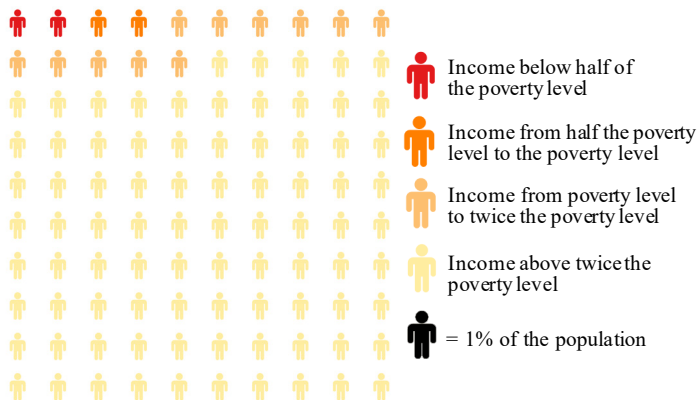 Income below half of
the poverty level
Income from half the poverty
level to the poverty level
Income from poverty level
to twice the poverty level
Income above twice the
poverty level
= 1% of the population